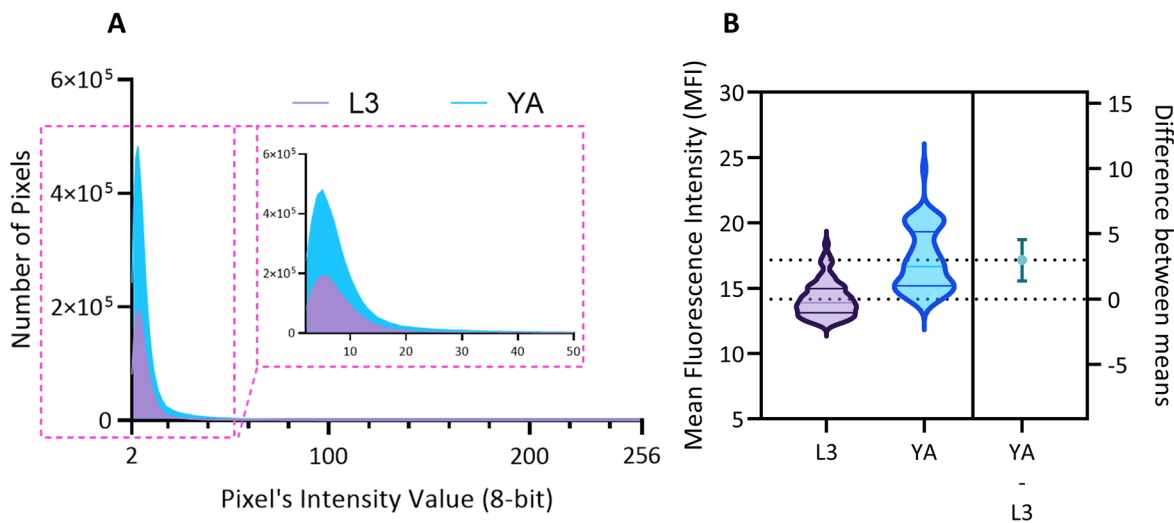 A
6×10⁵
4×10⁵
2×10⁵
0
Number of Pixels
L3
YA
6×10⁵
4×10⁵
2×10⁵
0
10
20
30
40
50
2
100
200
256
Pixel's Intensity Value (8-bit)
B
Mean Fluorescence Intensity (MFI)
30
25
20
15
10
5
15
10
5
0
-5
Difference between means
L3
YA
YA
-
L3